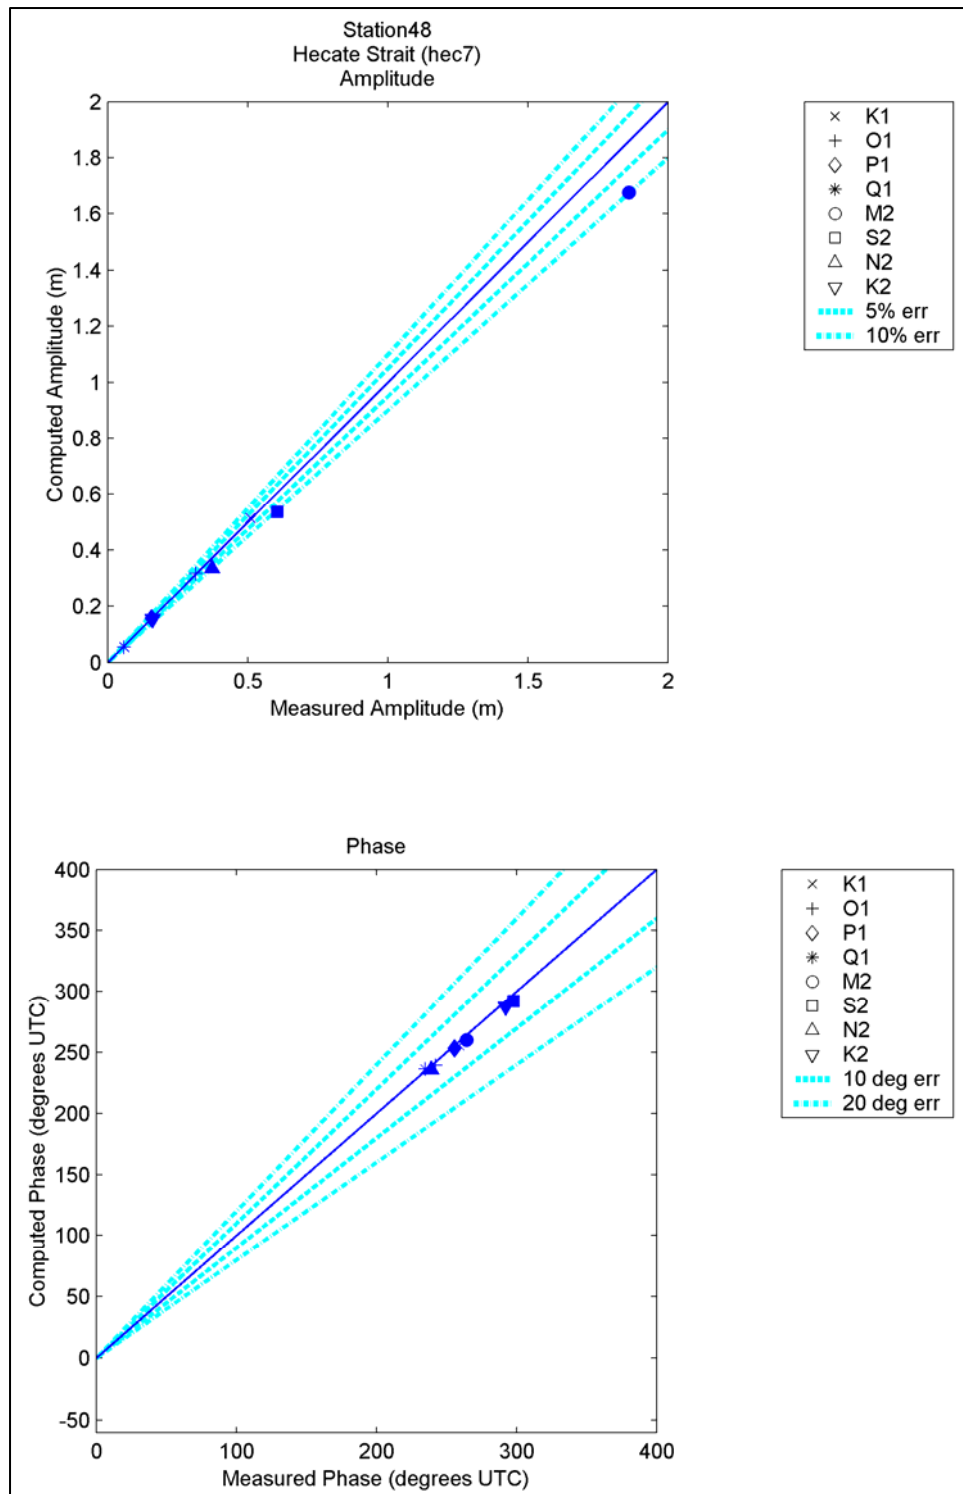 Station48
Hecate Strait (hec7)
Amplitude
2
1.8
1.6
1.4
1.2
1
0.8
0.6
0.4
0.2
0
0 0.5 1 1.5 2
Computed Amplitude (m)
Measured Amplitude (m)
K1
O1
P1
Q1
M2
S2
N2
K2
5% err
10% err
Phase
400
350
300
250
200
150
100
50
0
-50
0 100 200 300 400
Computed Phase (degrees UTC)
Measured Phase (degrees UTC)
K1
O1
P1
Q1
M2
S2
N2
K2
10 deg err
20 deg err